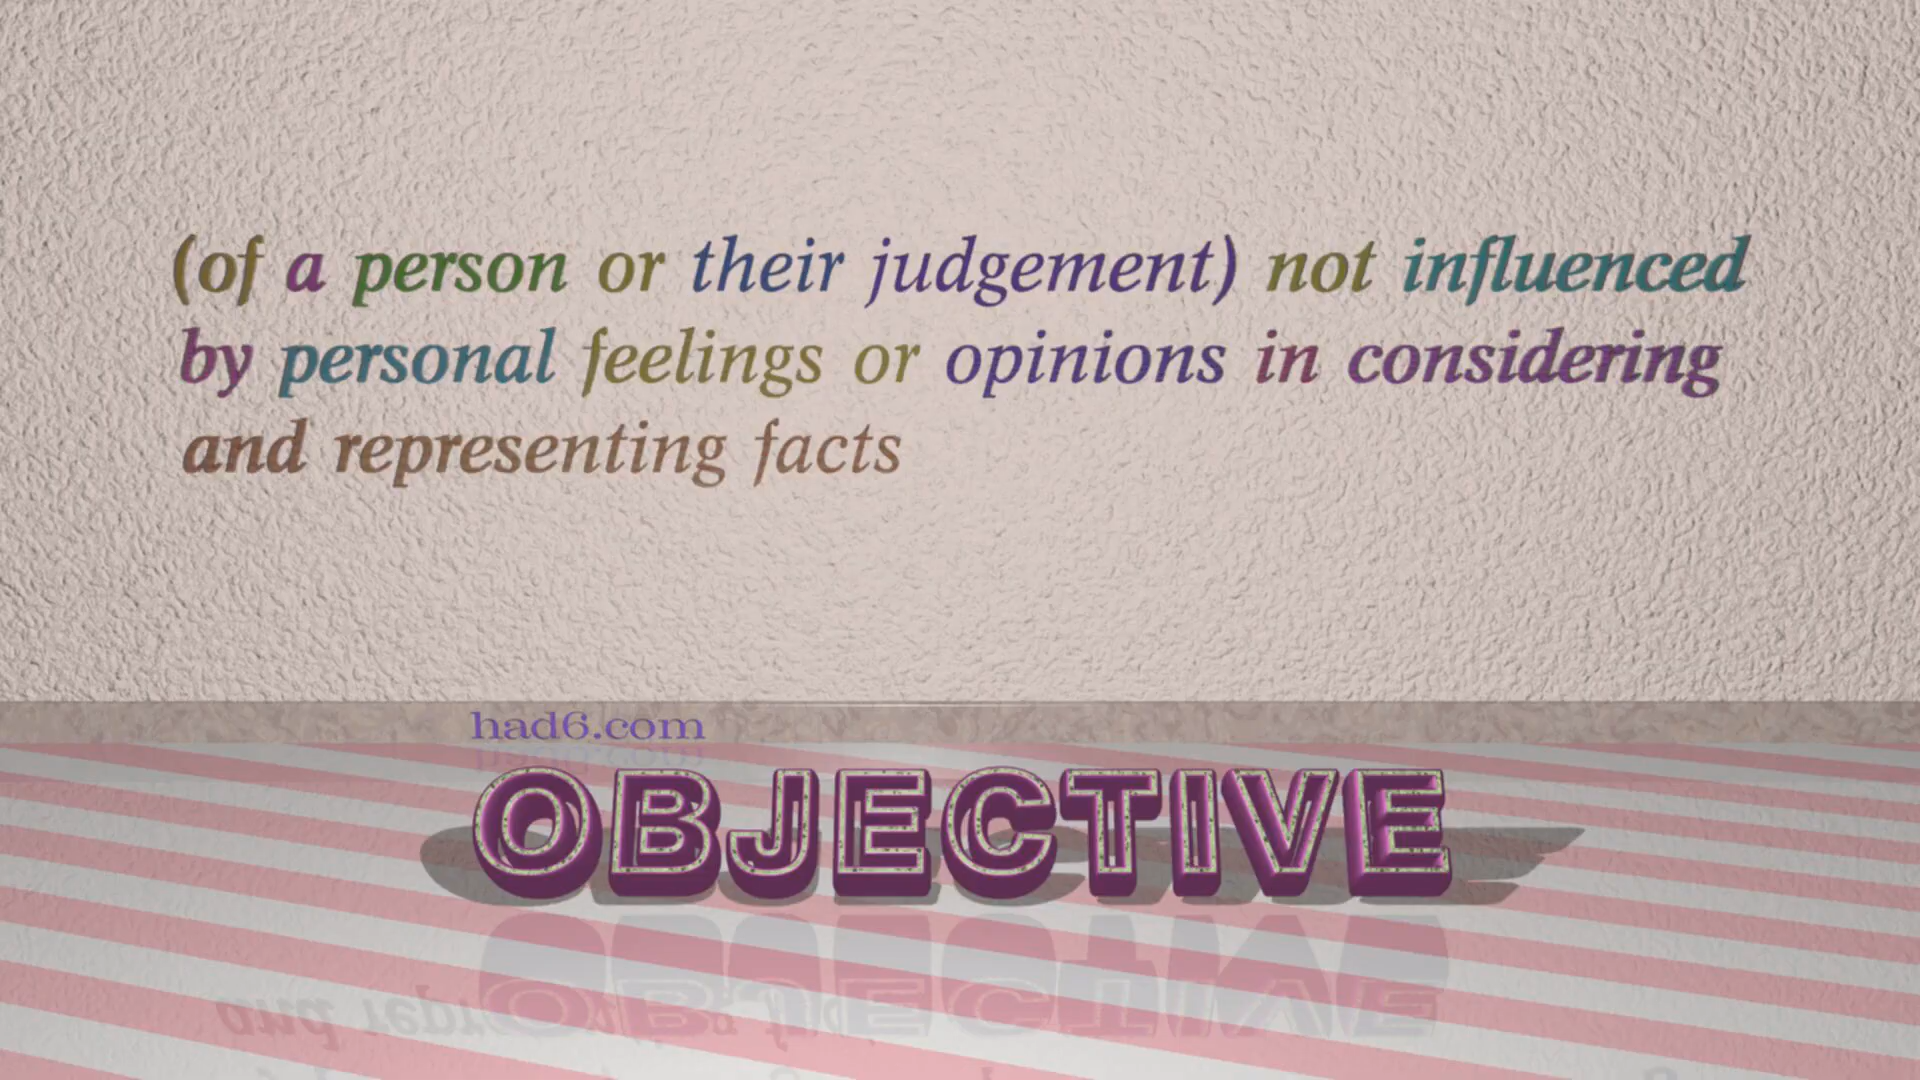 (of a person or their judgement) not influenced
by personal feelings or opinions in considering
and representing facts
had6.com
OBJECTIVE